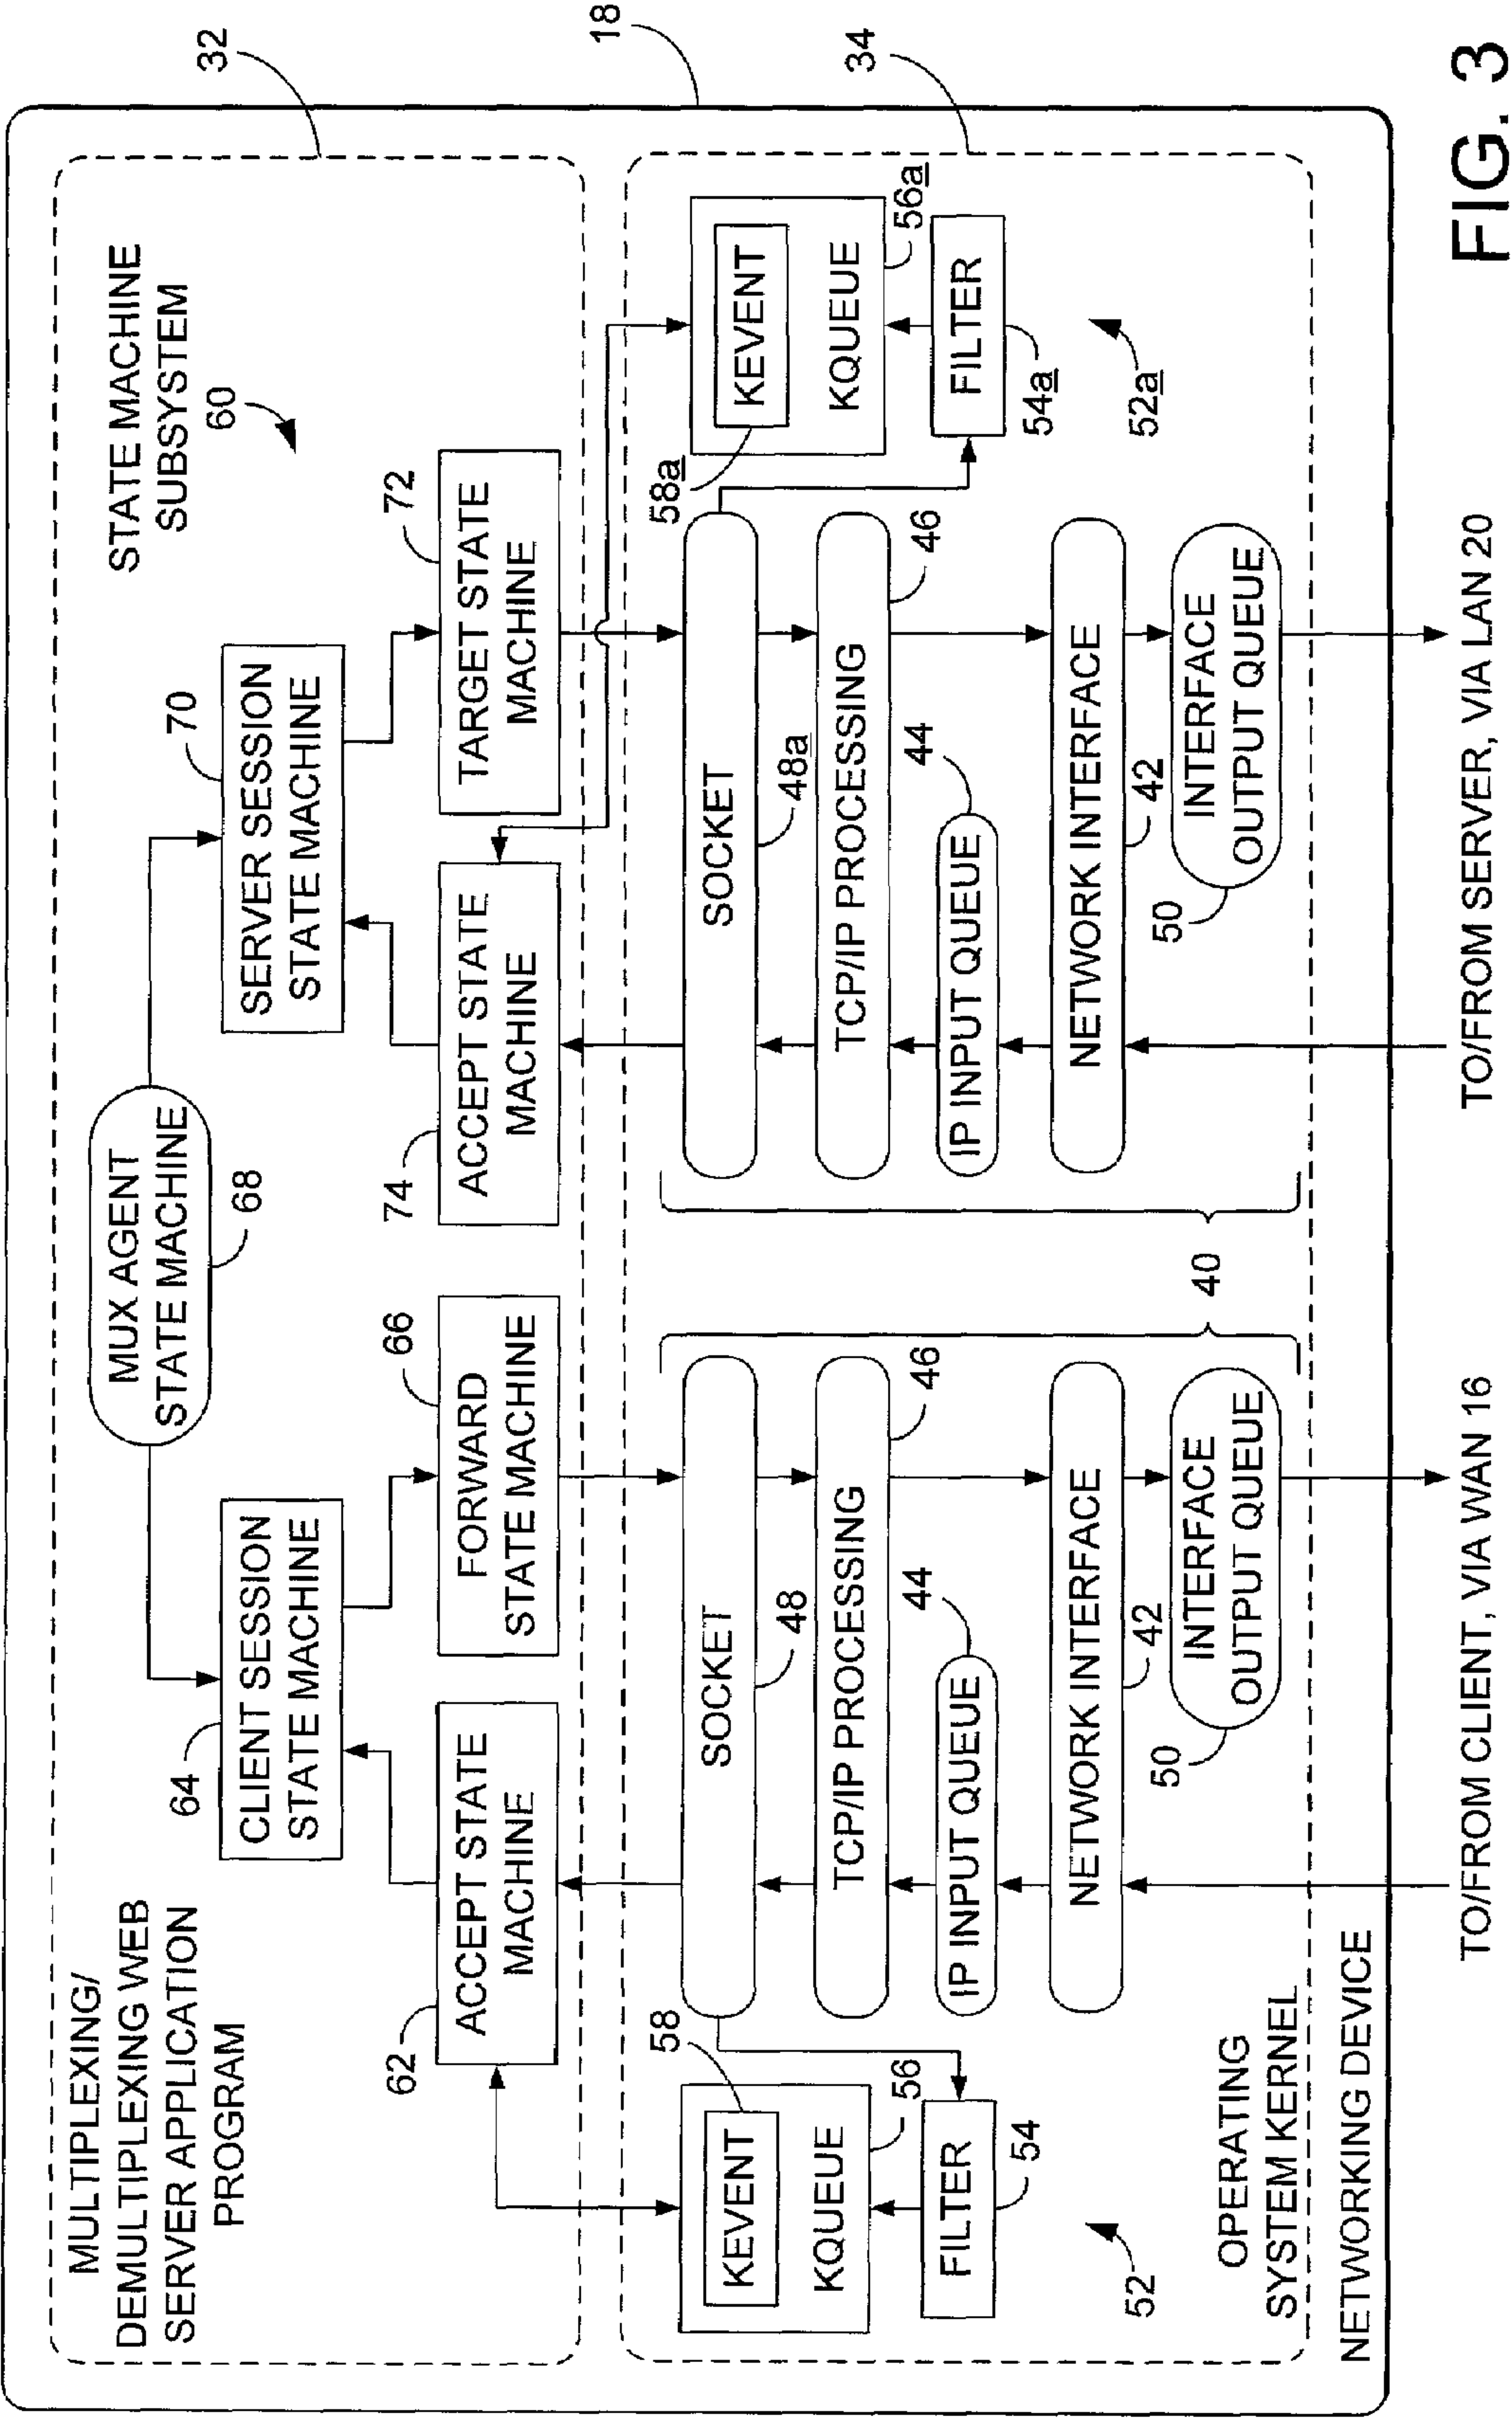 32
18
34
MULTIPLEXING/
DEMULTIPLEXING WEB
SERVER APPLICATION
PROGRAM
MUX AGENT
STATE MACHINE
68
STATE MACHINE
SUBSYSTEM
60
64
CLIENT SESSION
STATE MACHINE
70
SERVER SESSION
STATE MACHINE
62
ACCEPT STATE
MACHINE
66
FORWARD
STATE MACHINE
74
ACCEPT STATE
MACHINE
72
TARGET STATE
MACHINE
58
KEVENT
KQUEUE
56
FILTER
54
52
SOCKET
48
TCP/IP PROCESSING
46
44
IP INPUT QUEUE
NETWORK INTERFACE
42
50
INTERFACE
OUTPUT QUEUE
40
SOCKET
48a
TCP/IP PROCESSING
46
44
IP INPUT QUEUE
NETWORK INTERFACE
42
50
INTERFACE
OUTPUT QUEUE
58a
KEVENT
KQUEUE
56a
FILTER
54a
52a
OPERATING
SYSTEM KERNEL
NETWORKING DEVICE
TO/FROM CLIENT, VIA WAN 16
TO/FROM SERVER, VIA LAN 20
FIG. 3